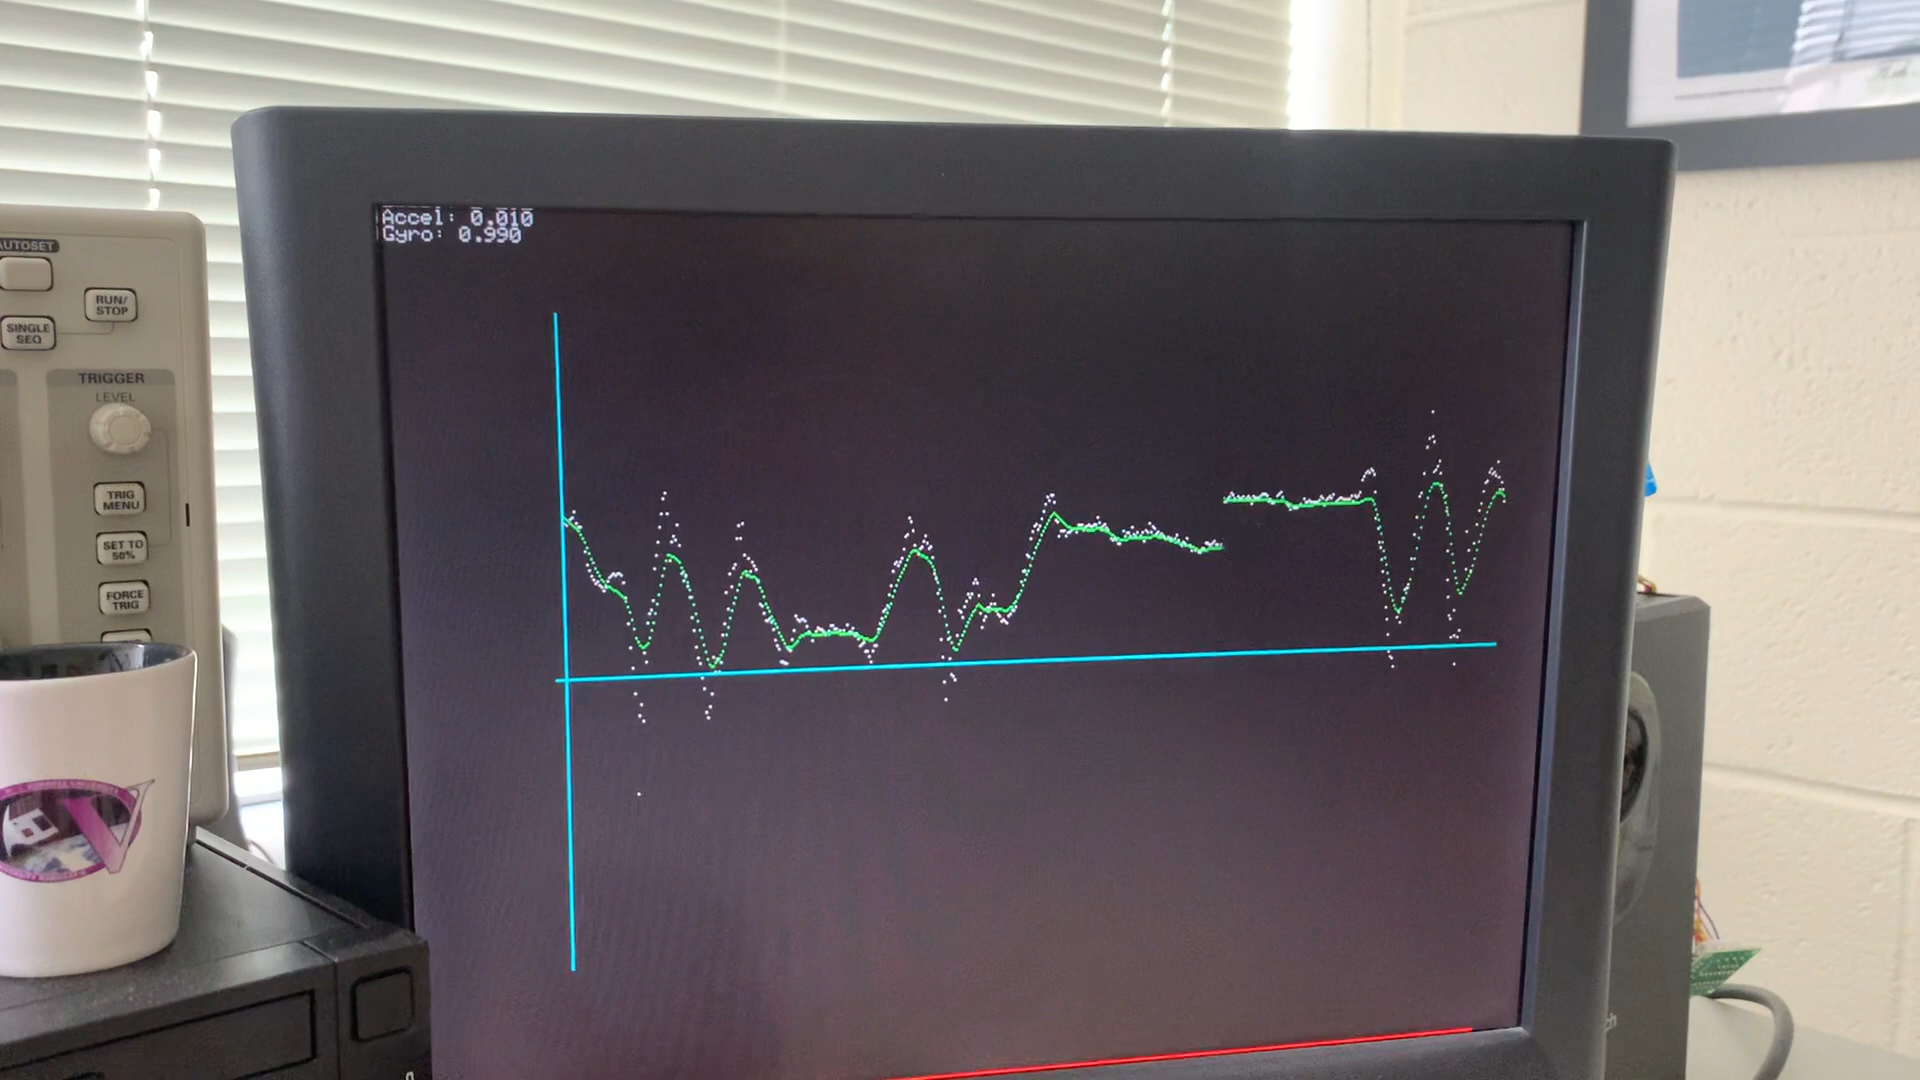 Accel: 0.010
Gyro: 0.990
AUTOSET
RUN/
STOP
SINGLE
SEQ
TRIGGER
LEVEL
TRIG
MENU
SET TO
50%
FORCE
TRIG